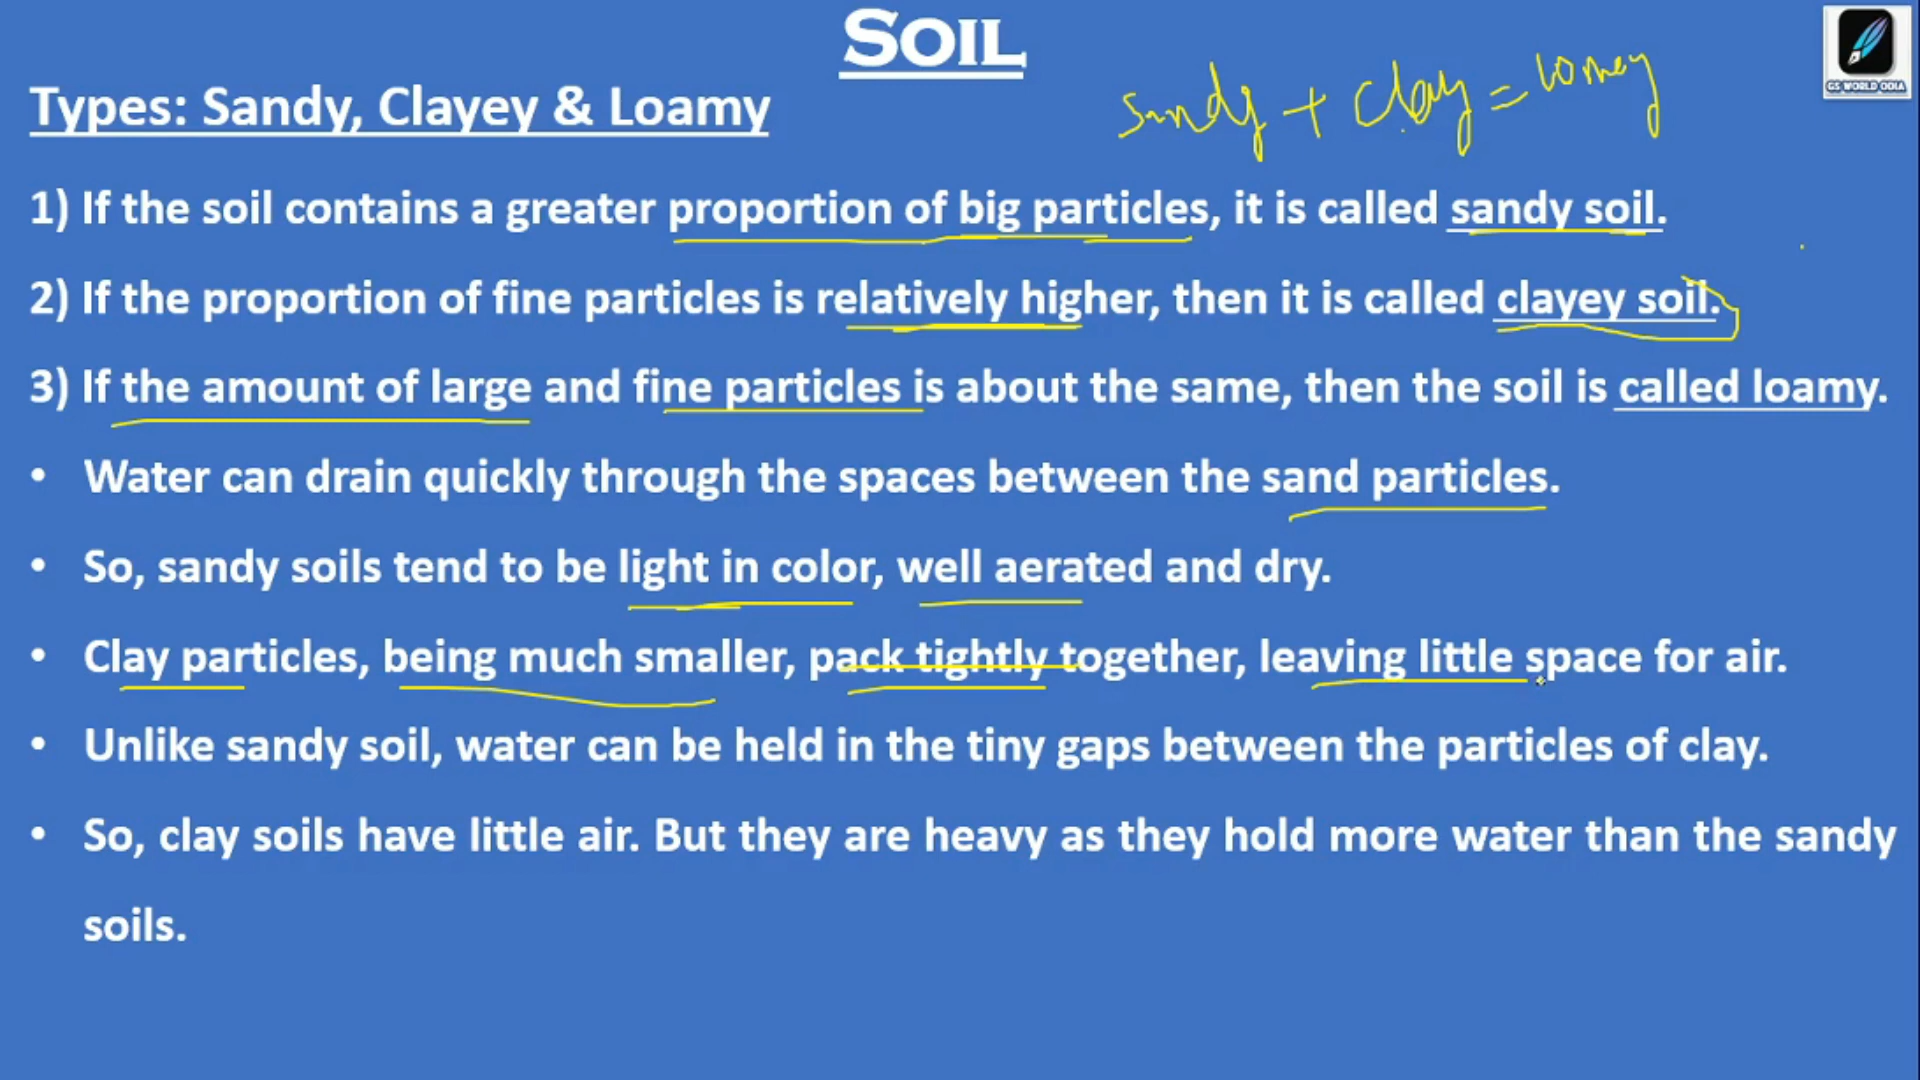 SOIL
GS WORLD ODIA
Types: Sandy, Clayey & Loamy
sandy + clay = lomey
1) If the soil contains a greater proportion of big particles, it is called sandy soil.
2) If the proportion of fine particles is relatively higher, then it is called clayey soil.
3) If the amount of large and fine particles is about the same, then the soil is called loamy.
• Water can drain quickly through the spaces between the sand particles.
• So, sandy soils tend to be light in color, well aerated and dry.
• Clay particles, being much smaller, pack tightly together, leaving little space for air.
• Unlike sandy soil, water can be held in the tiny gaps between the particles of clay.
• So, clay soils have little air. But they are heavy as they hold more water than the sandy
soils.